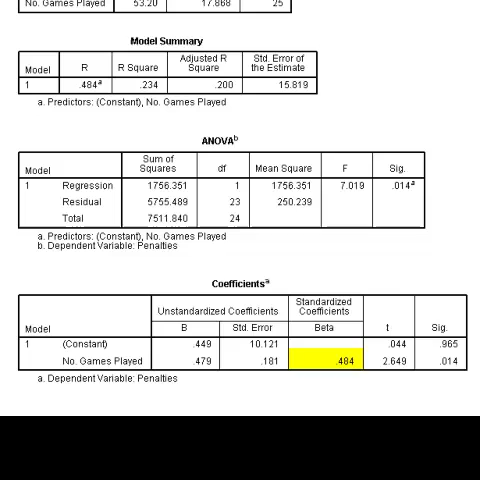 No. Games Played 53.20 17.868 25
Model Summary
Model R R Square Adjusted R Square Std. Error of the Estimate
1 .484a .234 .200 15.819
a. Predictors: (Constant), No. Games Played
ANOVAb
Model Sum of Squares df Mean Square F Sig.
1 Regression 1756.351 1 1756.351 7.019 .014a
Residual 5755.489 23 250.239
Total 7511.840 24
a. Predictors: (Constant), No. Games Played
b. Dependent Variable: Penalties
Coefficientsa
Model Unstandardized Coefficients Standardized Coefficients t Sig.
B Std. Error Beta
1 (Constant) .449 10.121 .044 .965
No. Games Played .479 .181 .484 2.649 .014
a. Dependent Variable: Penalties